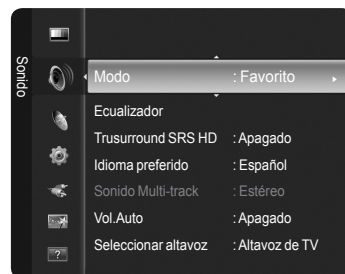 Sonido
Modo : Favorito
Ecualizador
Trusurround SRS HD : Apagado
Idioma preferido : Español
Sonido Multi-track : Estéreo
Vol.Auto : Apagado
Seleccionar altavoz : Altavoz de TV
?